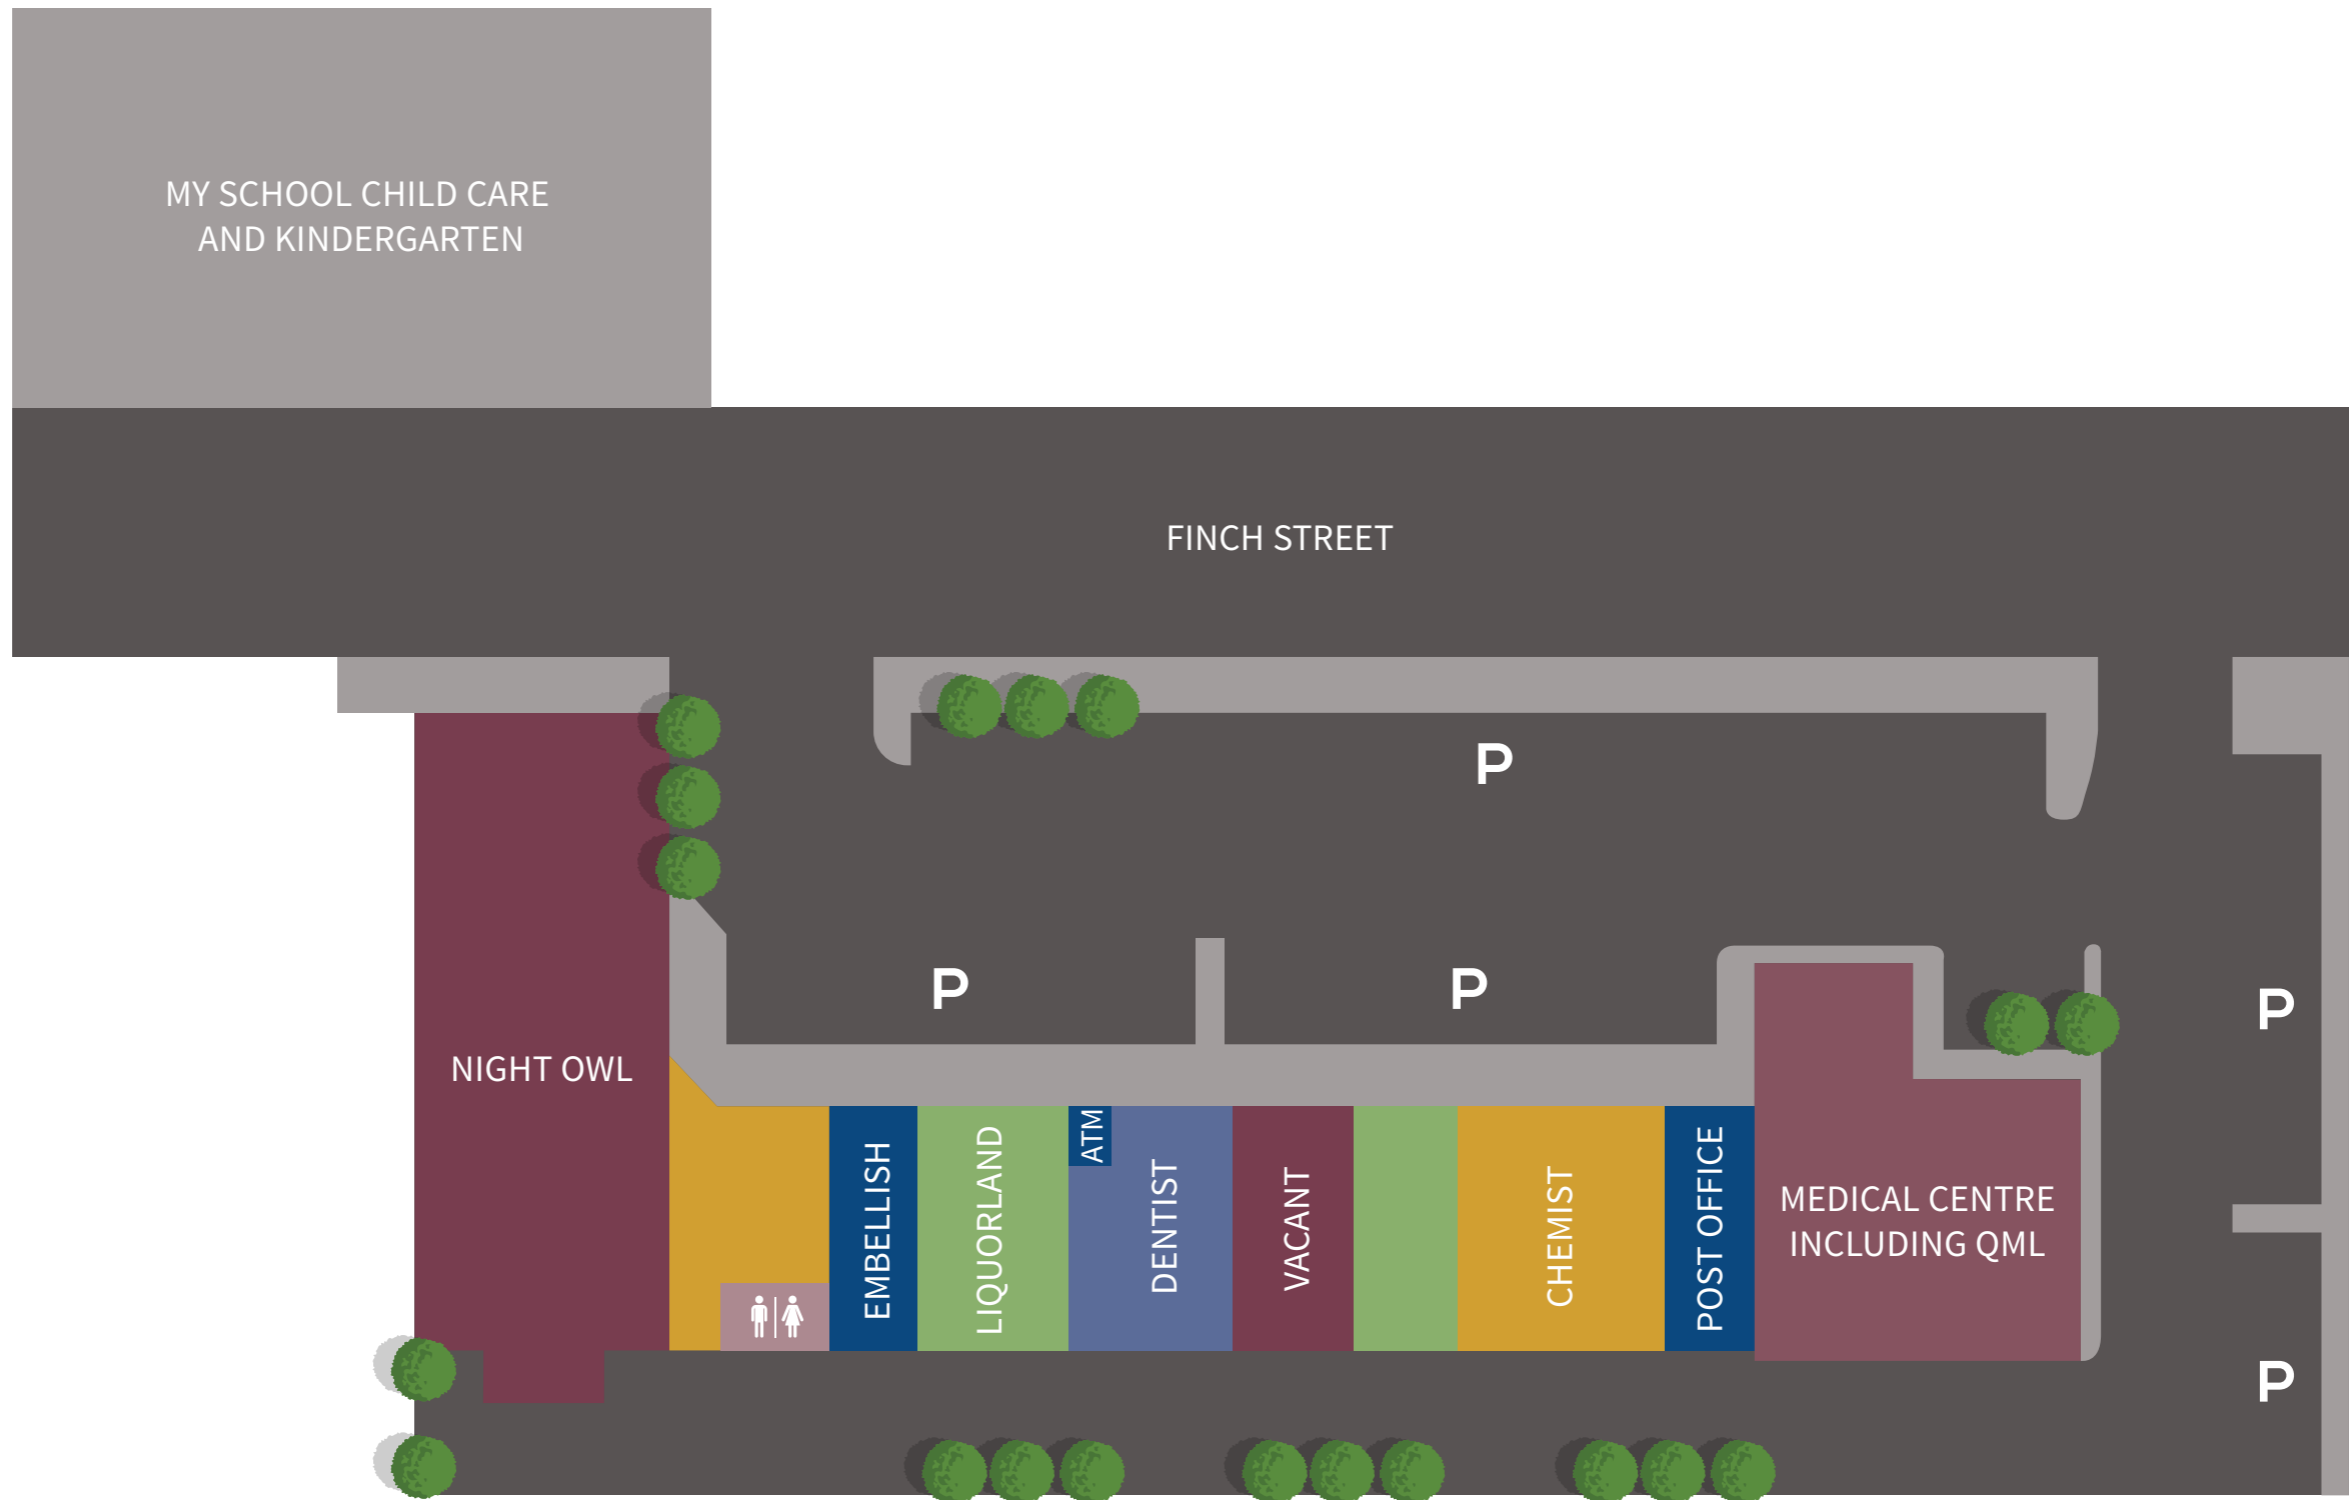 MY SCHOOL CHILD CARE
AND KINDERGARTEN
FINCH STREET
P
P
P
P
NIGHT OWL
EMBELLISH
LIQUORLAND
ATM
DENTIST
VACANT
CHEMIST
POST OFFICE
MEDICAL CENTRE
INCLUDING QML
P